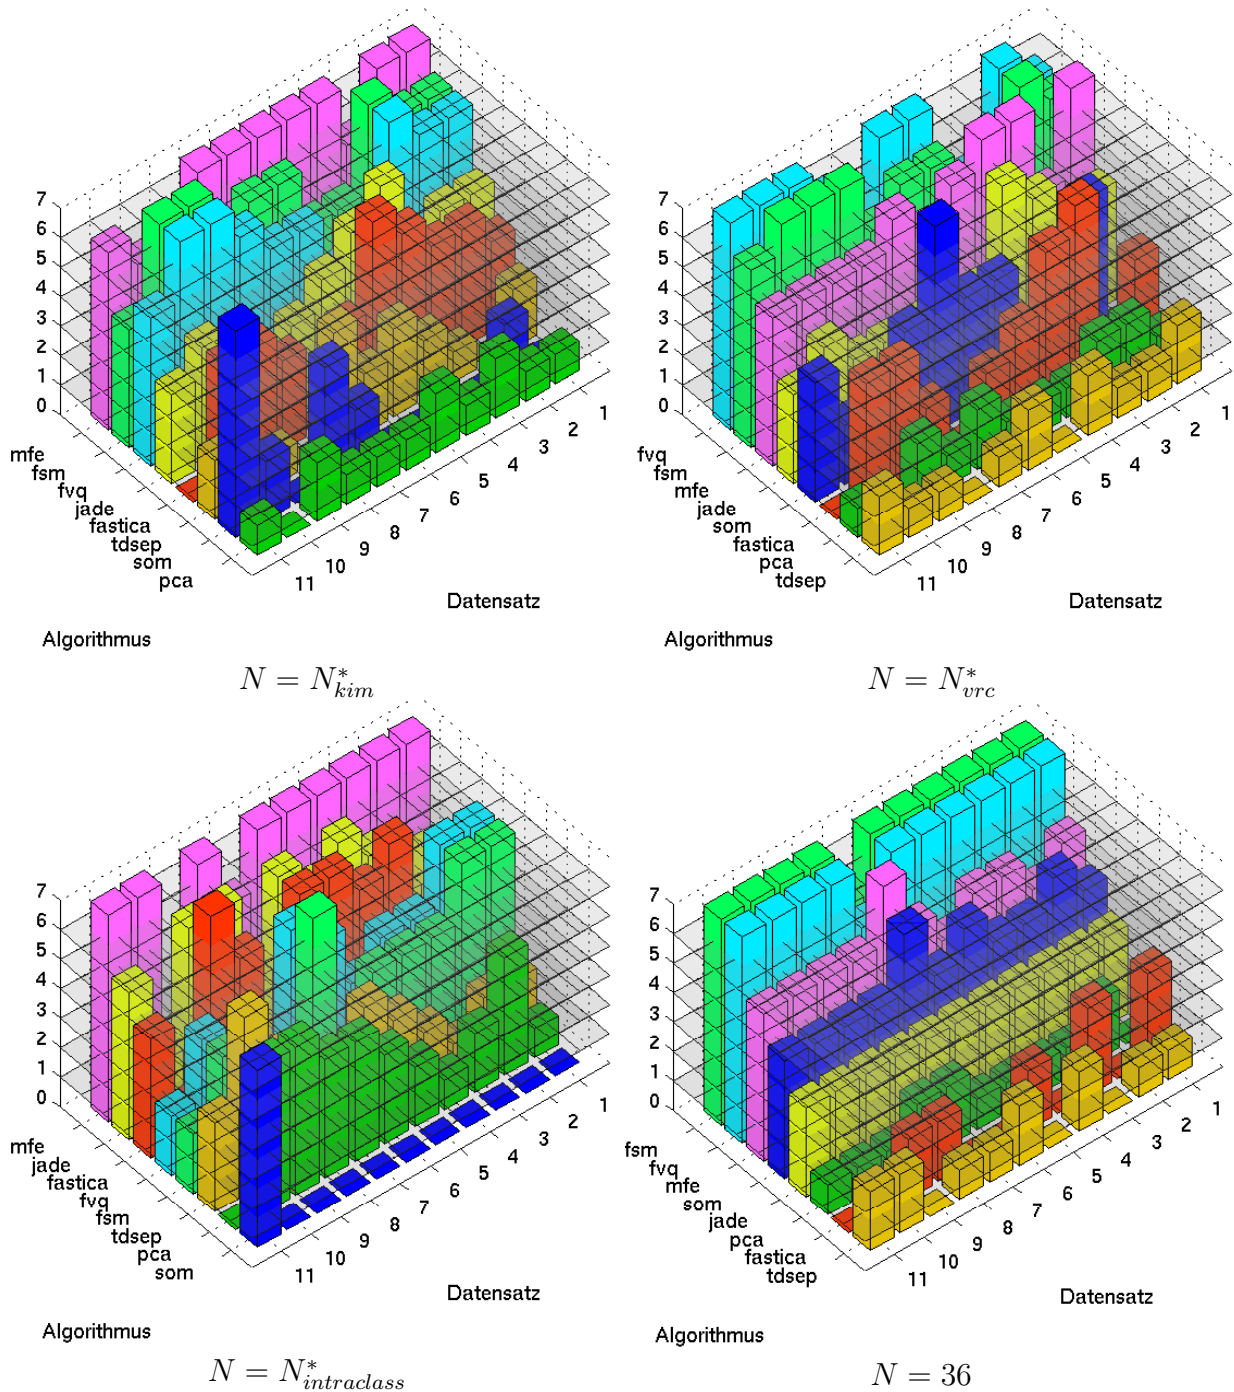 7
6
5
4
3
2
1
0
mfe
fsm
fvq
jade
fastica
tdsep
som
pca
11
10
9
8
7
6
5
4
3
2
1
Datensatz
Algorithmus
N = N*kim
7
6
5
4
3
2
1
0
fvq
fsm
mfe
jade
som
fastica
pca
tdsep
11
10
9
8
7
6
5
4
3
2
1
Datensatz
Algorithmus
N = N*vrc
7
6
5
4
3
2
1
0
mfe
jade
fastica
fvq
fsm
tdsep
pca
som
11
10
9
8
7
6
5
4
3
2
1
Datensatz
Algorithmus
N = N*intraclass
7
6
5
4
3
2
1
0
fsm
fvq
mfe
som
jade
pca
fastica
tdsep
11
10
9
8
7
6
5
4
3
2
1
Datensatz
Algorithmus
N = 36